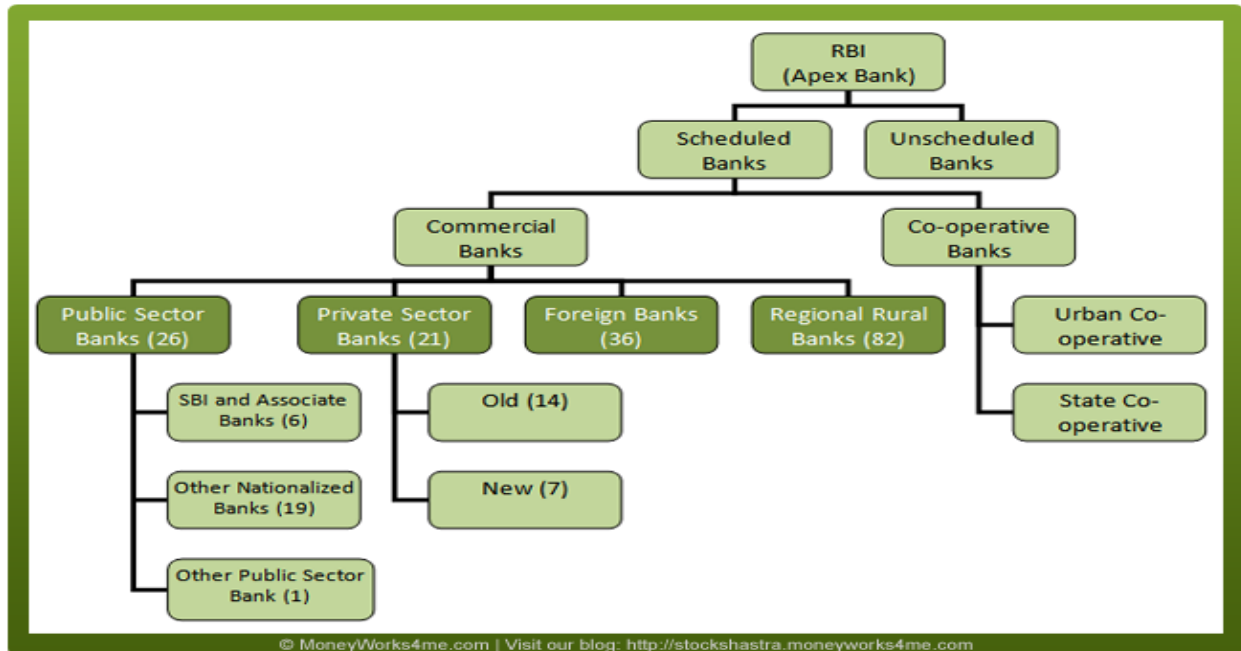 RBI
(Apex Bank)
Scheduled
Banks
Unscheduled
Banks
Commercial
Banks
Co-operative
Banks
Public Sector
Banks (26)
Private Sector
Banks (21)
Foreign Banks
(36)
Regional Rural
Banks (82)
Urban Co-
operative
SBI and Associate
Banks (6)
Old (14)
State Co-
operative
Other Nationalized
Banks (19)
New (7)
Other Public Sector
Bank (1)
© MoneyWorks4me.com | Visit our blog: http://stockshastra.moneyworks4me.com